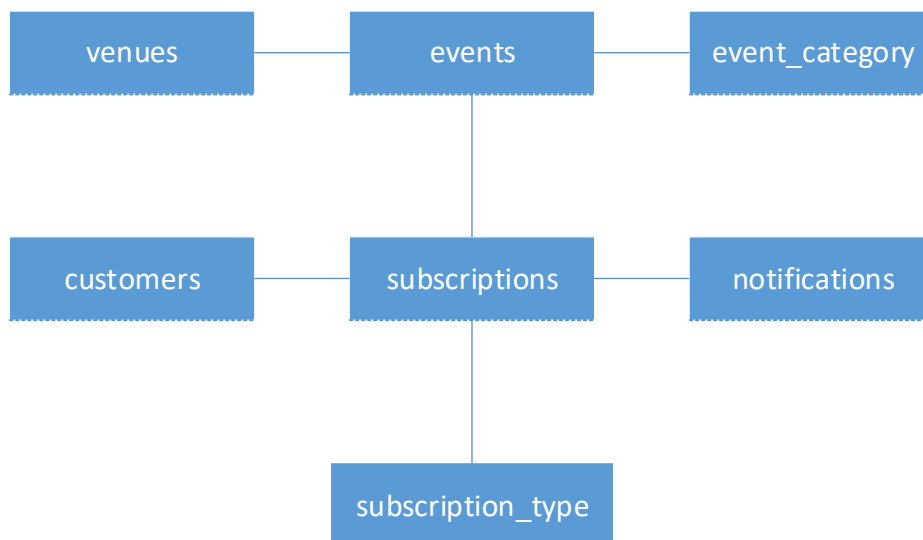 venues
events
event_category
customers
subscriptions
notifications
subscription_type